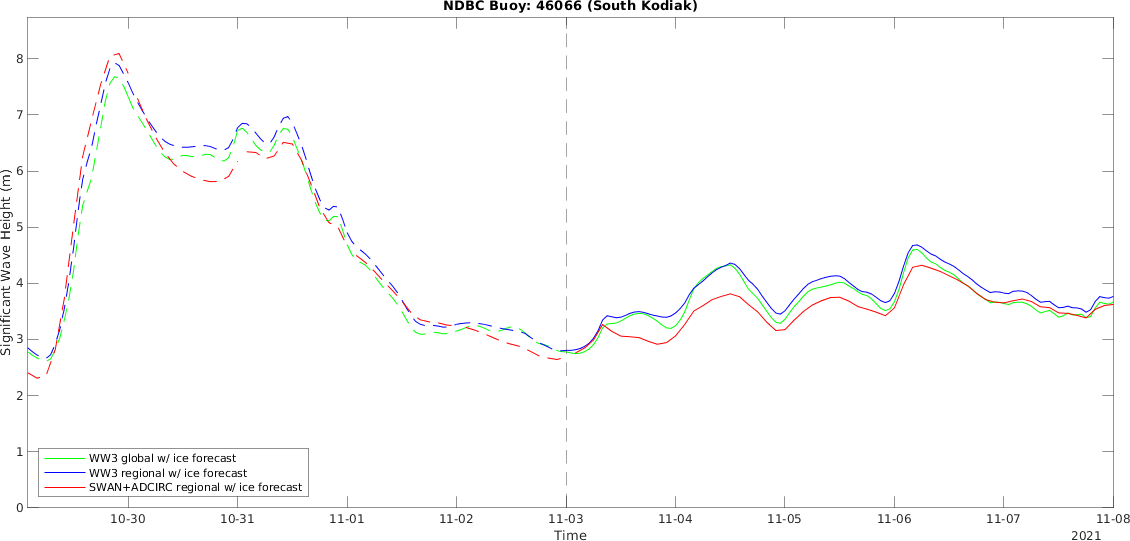 NDBC Buoy: 46066 (South Kodiak)
Significant Wave Height (m)
8
7
6
5
4
3
2
1
0
WW3 global w/ ice forecast
WW3 regional w/ ice forecast
SWAN+ADCIRC regional w/ ice forecast
10-30 10-31 11-01 11-02 11-03 11-04 11-05 11-06 11-07 11-08
Time
2021